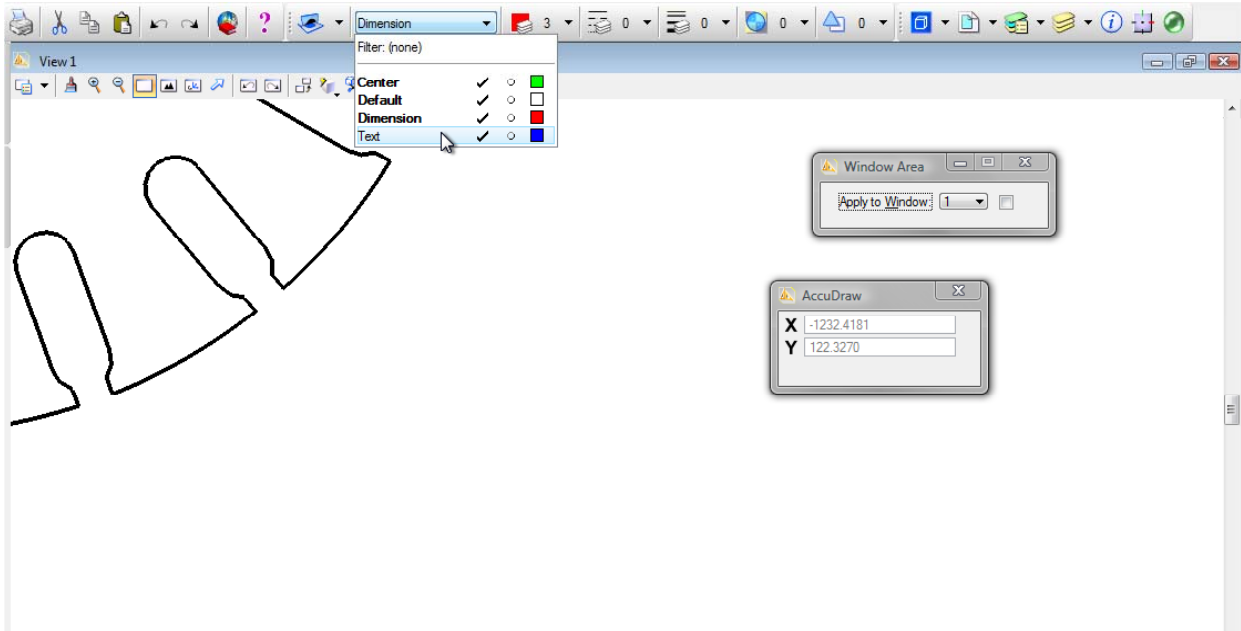 Dimension 3 0 0 0 0
Filter: (none)
View 1
Center
Default
Dimension
Text
Window Area
Apply to Window: 1
AccuDraw
X -1232.4181
Y 122.3270